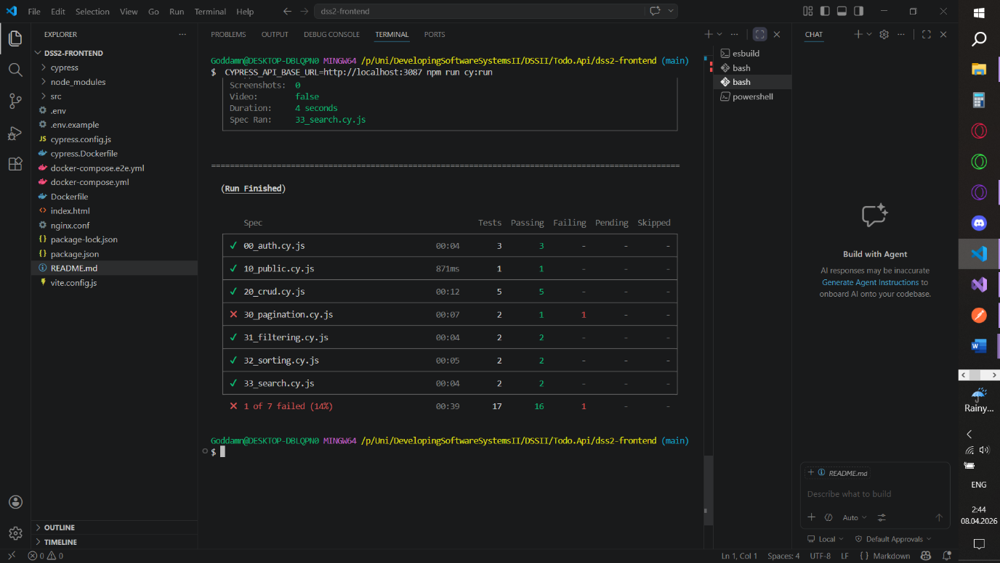 File Edit Selection View Go Run Terminal Help
dss2-frontend
EXPLORER
DSS2-FRONTEND
cypress
node_modules
src
.env
.env.example
JS cypress.config.js
cypress.Dockerfile
docker-compose.e2e.yml
docker-compose.yml
Dockerfile
<> index.html
nginx.conf
{} package-lock.json
{} package.json
README.md
vite.config.js
OUTLINE
TIMELINE
PROBLEMS OUTPUT DEBUG CONSOLE TERMINAL PORTS
Goddamn@DESKTOP-DBLQPN0 MINGW64 /p/Uni/DevelopingSoftwareSystemsII/DSSII/Todo.Api/dss2-frontend (main)
$ CYPRESS_API_BASE_URL=http://localhost:3087 npm run cy:run
Screenshots: 0
Video: false
Duration: 4 seconds
Spec Ran: 33_search.cy.js
====================================================================================================
(Run Finished)
Spec Tests Passing Failing Pending Skipped
✓ 00_auth.cy.js 00:04 3 3 - - -
✓ 10_public.cy.js 871ms 1 1 - - -
✓ 20_crud.cy.js 00:12 5 5 - - -
✕ 30_pagination.cy.js 00:07 2 1 1 - -
✓ 31_filtering.cy.js 00:04 2 2 - - -
✓ 32_sorting.cy.js 00:05 2 2 - - -
✓ 33_search.cy.js 00:04 2 2 - - -
✕ 1 of 7 failed (14%) 00:39 17 16 1 - -
Goddamn@DESKTOP-DBLQPN0 MINGW64 /p/Uni/DevelopingSoftwareSystemsII/DSSII/Todo.Api/dss2-frontend (main)
$
esbuild
bash
bash
powershell
CHAT
Build with Agent
AI responses may be inaccurate
Generate Agent Instructions to
onboard AI onto your codebase.
README.md
Describe what to build
Auto
Local Default Approvals
0 0
Ln 1, Col 1 Spaces: 4 UTF-8 LF {} Markdown
Rainy...
ENG
2:44
08.04.2026